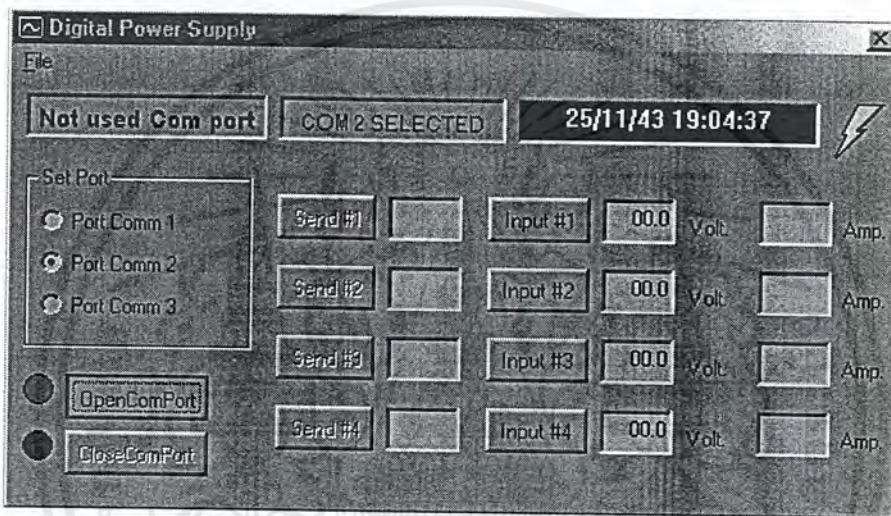 Digital Power Supply
File
Not used Com port COM 2 SELECTED 25/11/43 19:04:37
Set Port
Port Comm 1
Port Comm 2
Port Comm 3
Send #1 Input #1 00.0 Volt. Amp.
Send #2 Input #2 00.0 Volt. Amp.
Send #3 Input #3 00.0 Volt. Amp.
Send #4 Input #4 00.0 Volt. Amp.
OpenComPort
CloseComPort